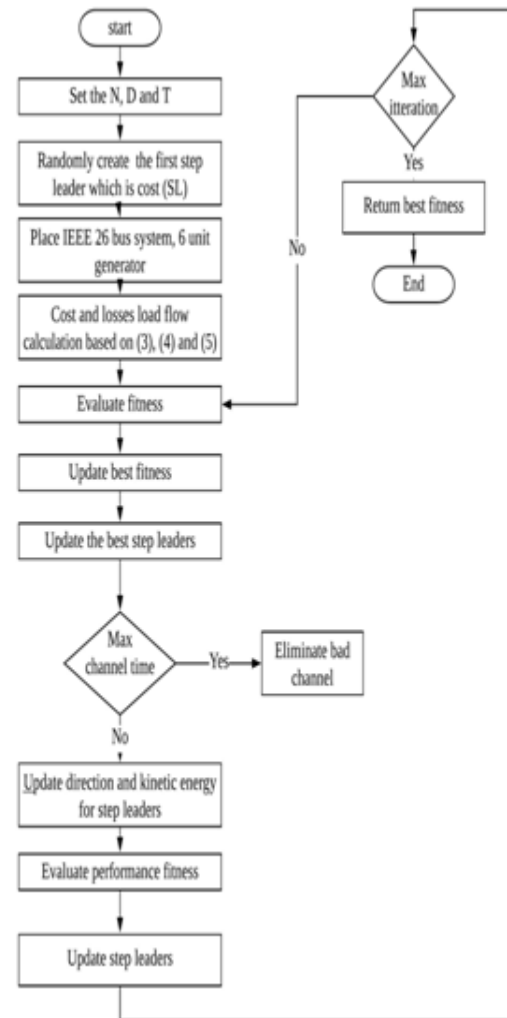 start
Set the N, D and T
Randomly create the first step
leader which is cost (SL)
Place IEEE 26 bus system, 6 unit
generator
Cost and losses load flow
calculation based on (3), (4) and (5)
Evaluate fitness
Update best fitness
Update the best step leaders
Max
channel time
Yes
Eliminate bad
channel
No
Update direction and kinetic energy
for step leaders
Evaluate performance fitness
Update step leaders
Max
itteration
Yes
No
Return best fitness
End